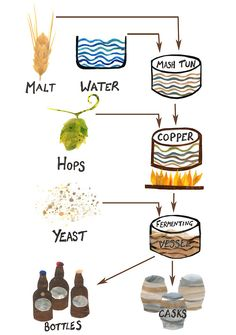 MALT
WATER
MASH TUN
HOPS
COPPER
YEAST
FERMENTING
VESSEL
BOTTLES
CASKS